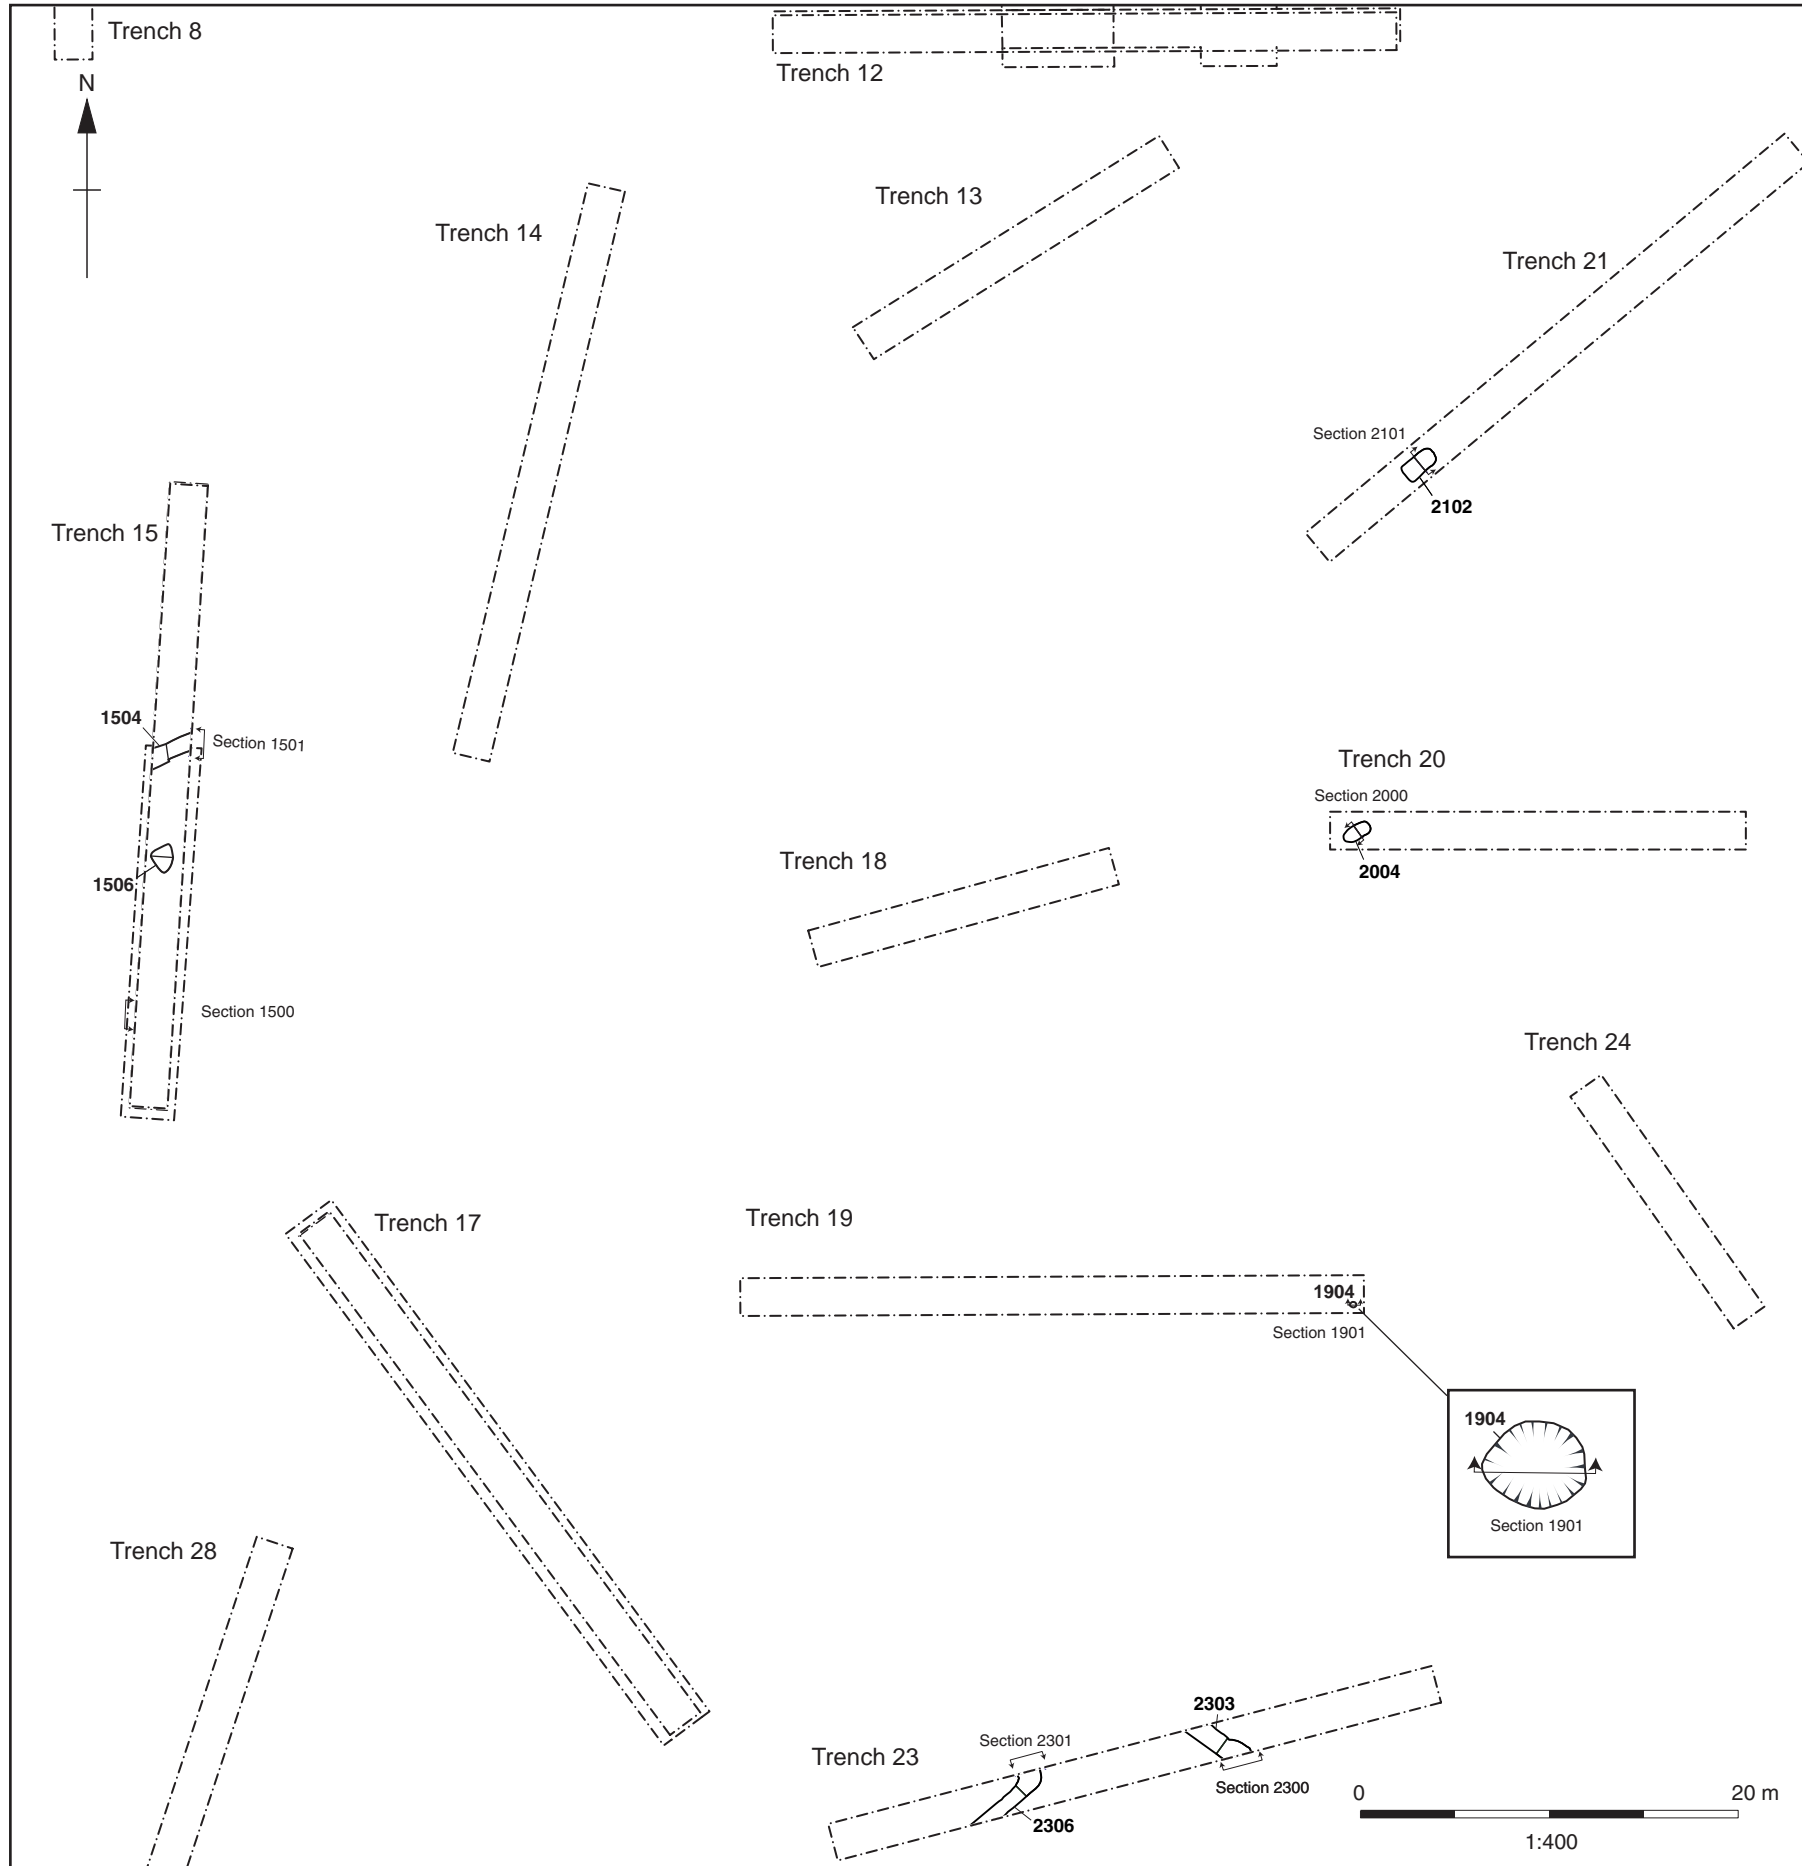 Trench 8
N
Trench 12
Trench 13
Trench 14
Trench 21
Section 2101
2102
Trench 15
1504
Section 1501
1506
Section 1500
Trench 20
Section 2000
2004
Trench 18
Trench 24
Trench 17
Trench 19
1904
Section 1901
1904
Section 1901
Trench 28
2303
Section 2301
Trench 23
Section 2300
2306
0 20 m
1:400